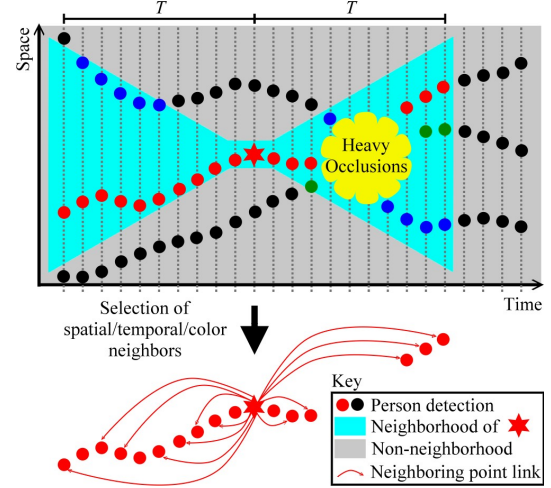 T T
Space
Heavy
Occlusions
Time
Selection of
spatial/temporal/color
neighbors
Key
Person detection
Neighborhood of
Non-neighborhood
Neighboring point link